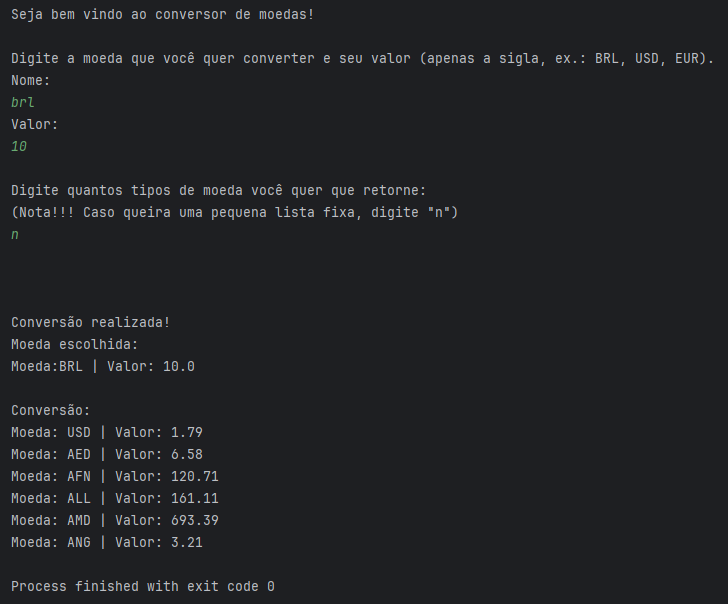 Seja bem vindo ao conversor de moedas!
Digite a moeda que você quer converter e seu valor (apenas a sigla, ex.: BRL, USD, EUR).
Nome:
brl
Valor:
10
Digite quantos tipos de moeda você quer que retorne:
(Nota!!! Caso queira uma pequena lista fixa, digite "n")
n
Conversão realizada!
Moeda escolhida:
Moeda:BRL | Valor: 10.0
Conversão:
Moeda: USD | Valor: 1.79
Moeda: AED | Valor: 6.58
Moeda: AFN | Valor: 120.71
Moeda: ALL | Valor: 161.11
Moeda: AMD | Valor: 693.39
Moeda: ANG | Valor: 3.21
Process finished with exit code 0